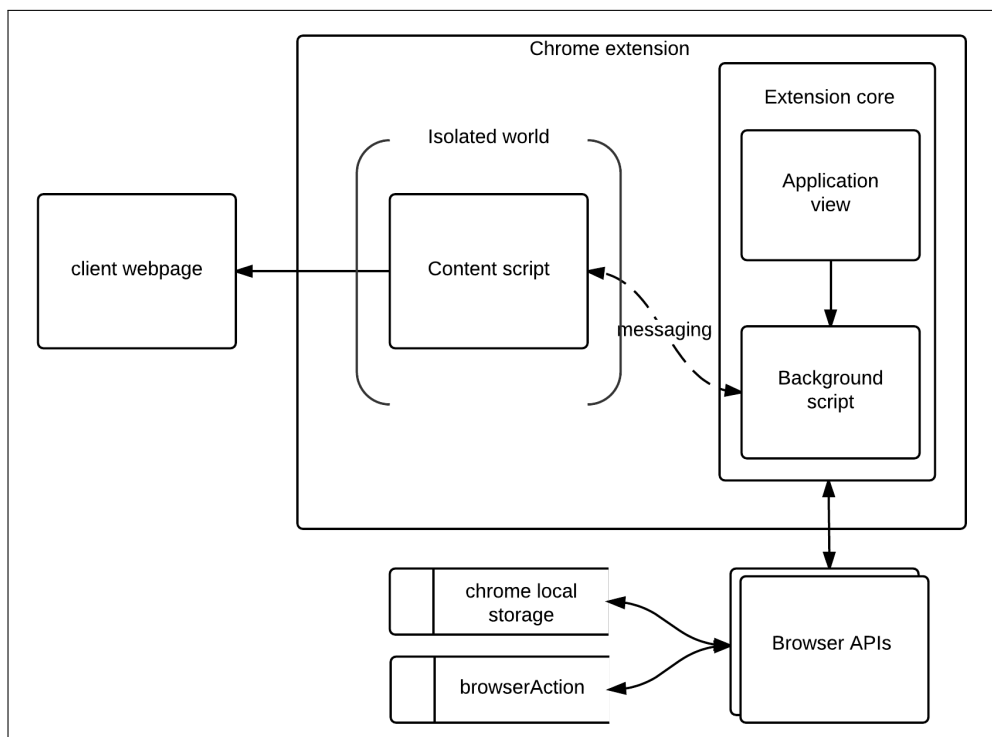 Chrome extension
Extension core
Isolated world
Application
view
client webpage
Content script
messaging
Background
script
chrome local
storage
Browser APIs
browserAction